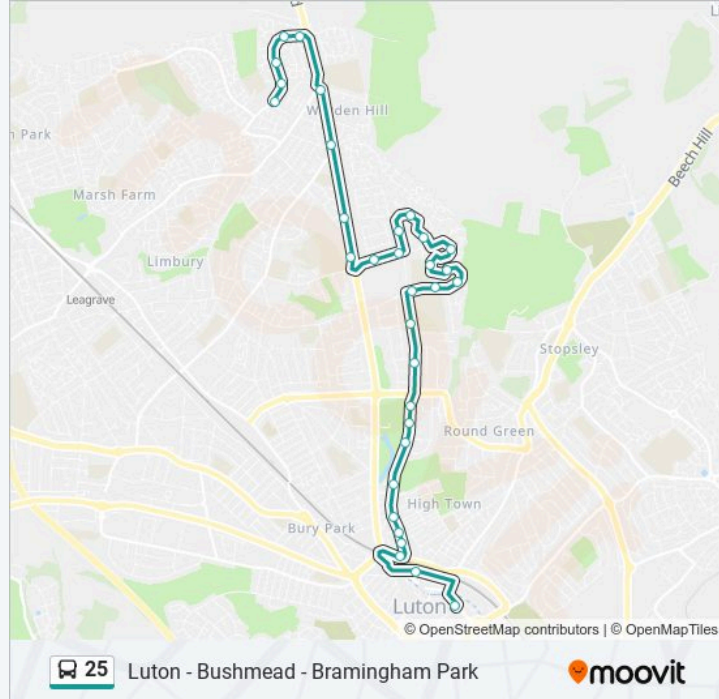 Warden Hill
n Park
Beech Hill
Marsh Farm
Limbury
Leagrave
Stopsley
Round Green
High Town
Bury Park
Luton
© OpenStreetMap contributors | © OpenMapTiles
25 Luton - Bushmead - Bramingham Park
moovit